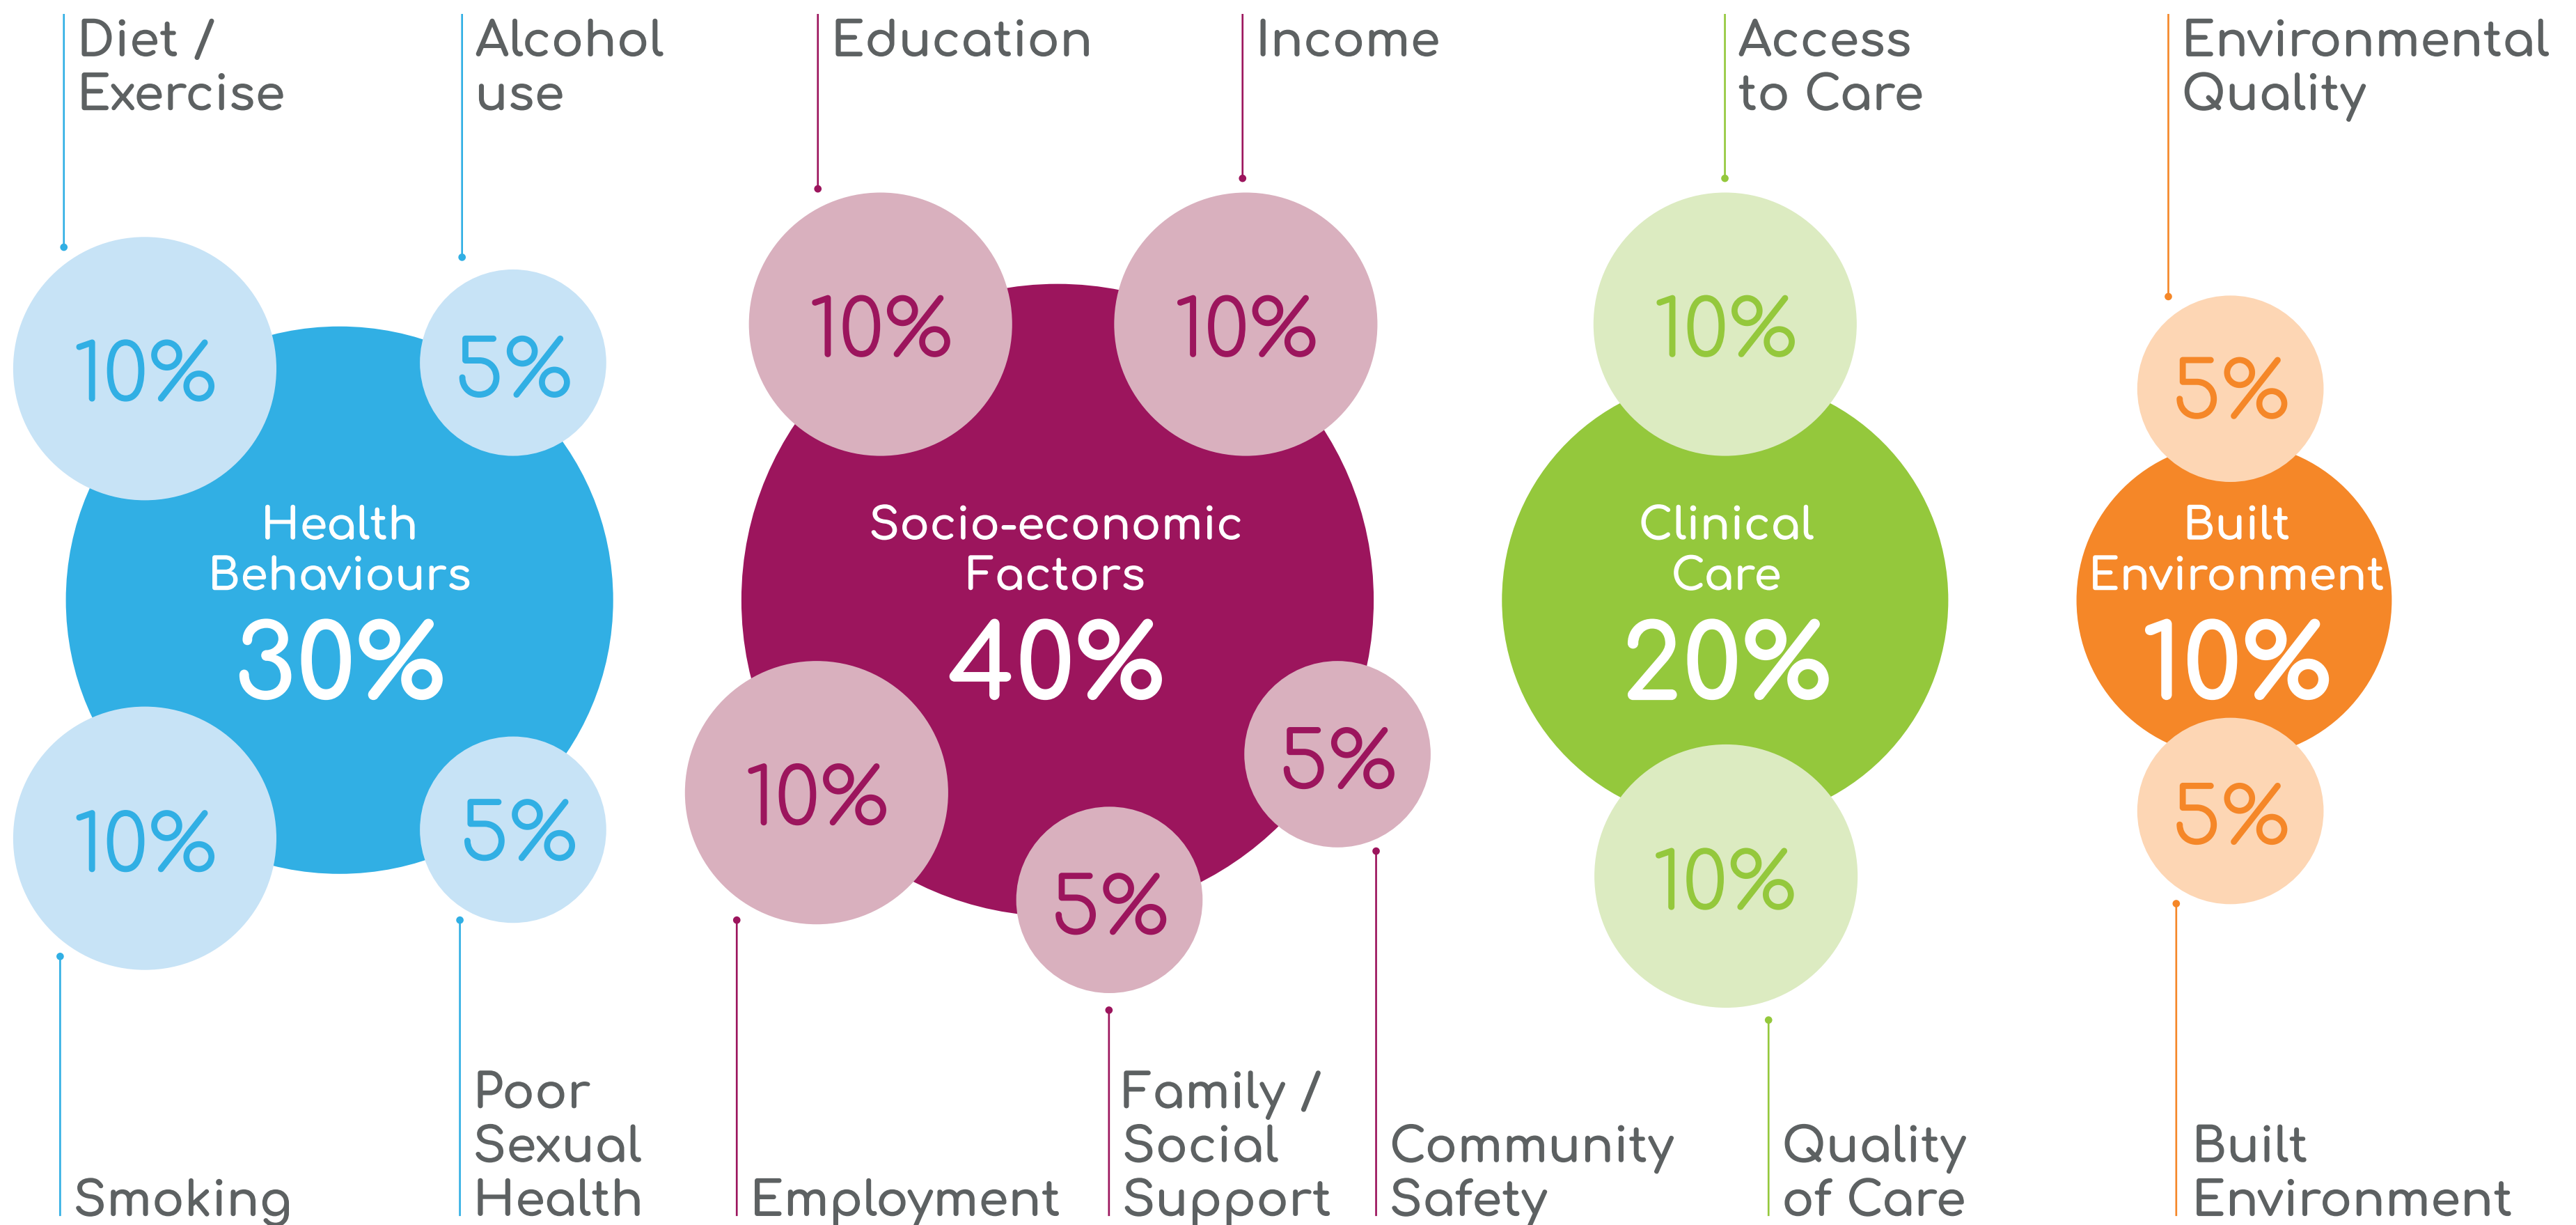 Diet /
Exercise
Alcohol
use
Education
Income
Access
to Care
Environmental
Quality
10%
5%
10%
10%
10%
5%
Health
Behaviours
30%
Socio-economic
Factors
40%
Clinical
Care
20%
Built
Environment
10%
10%
5%
10%
5%
5%
10%
5%
Smoking
Poor
Sexual
Health
Employment
Family /
Social
Support
Community
Safety
Quality
of Care
Built
Environment